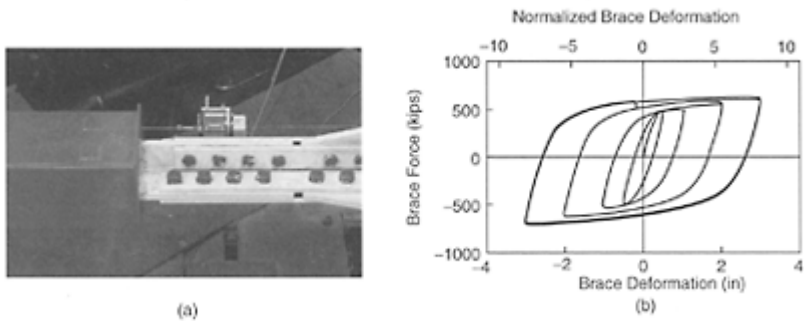 Normalized Brace Deformation
−10 −5 0 5 10
1000
500
0
−500
−1000
Brace Force (kips)
−4 −2 0 2 4
Brace Deformation (in)
(a)
(b)